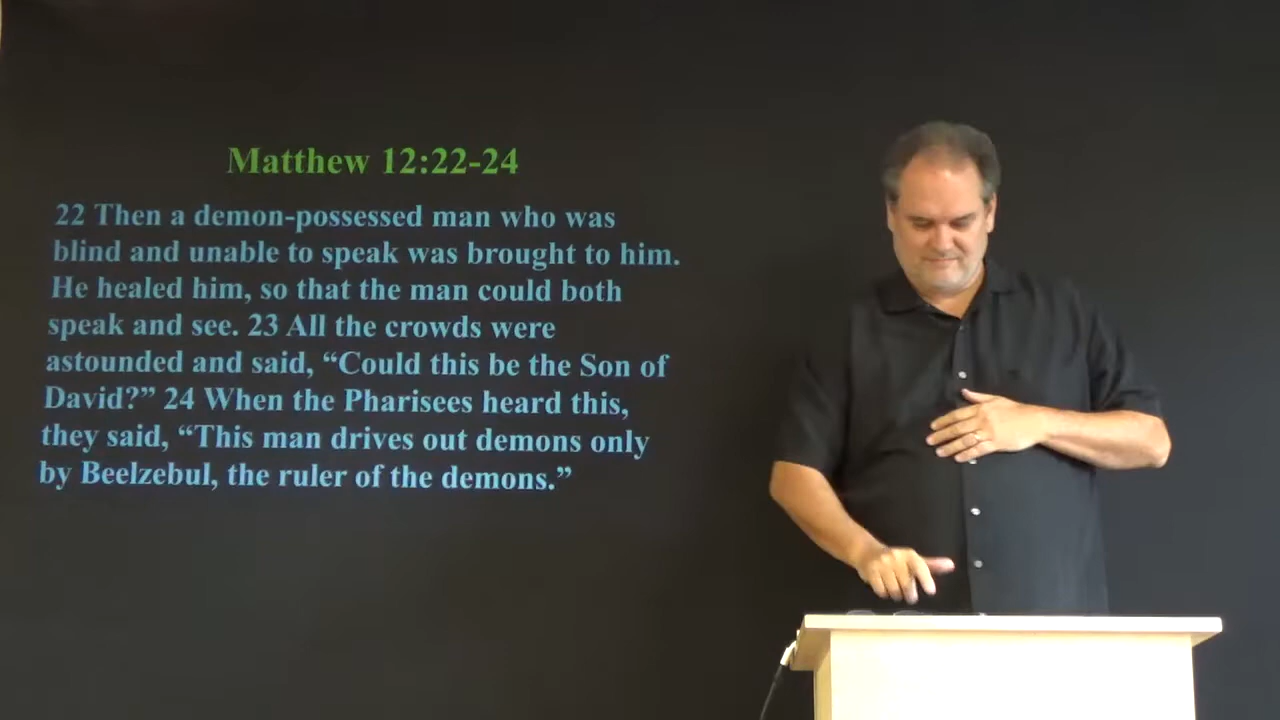 Matthew 12:22-24
22 Then a demon-possessed man who was
blind and unable to speak was brought to him.
He healed him, so that the man could both
speak and see. 23 All the crowds were
astounded and said, “Could this be the Son of
David?” 24 When the Pharisees heard this,
they said, “This man drives out demons only
by Beelzebul, the ruler of the demons.”